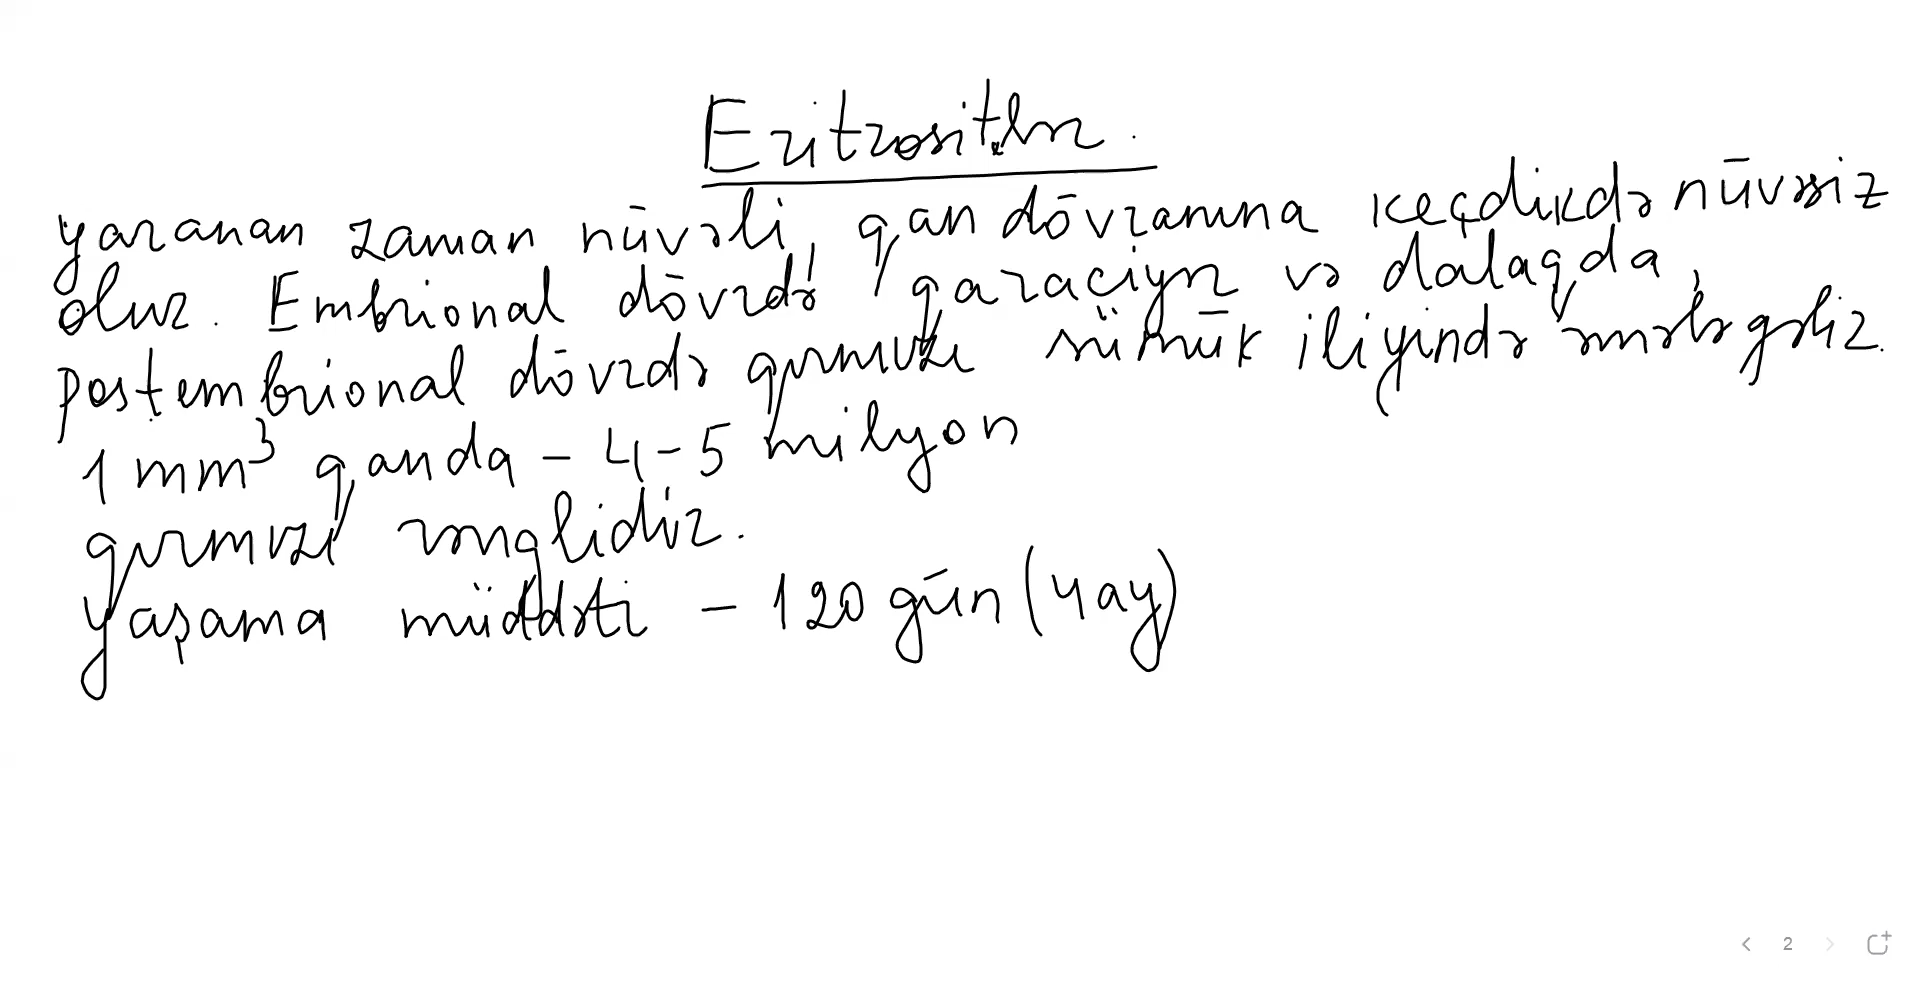 Eritrositlər.
yaranan zaman nüvəli, qan dövranına keçdikdə nüvəsiz
olur. Embrional dövrdə qaraciyər və dalaqda,
postembrional dövrdə qırmızı sümük iliyində əmələ gəlir.
1 mm³ qanda - 4-5 milyon
qırmızı rənglidir.
yaşama müddəti - 120 gün (4 ay)
2